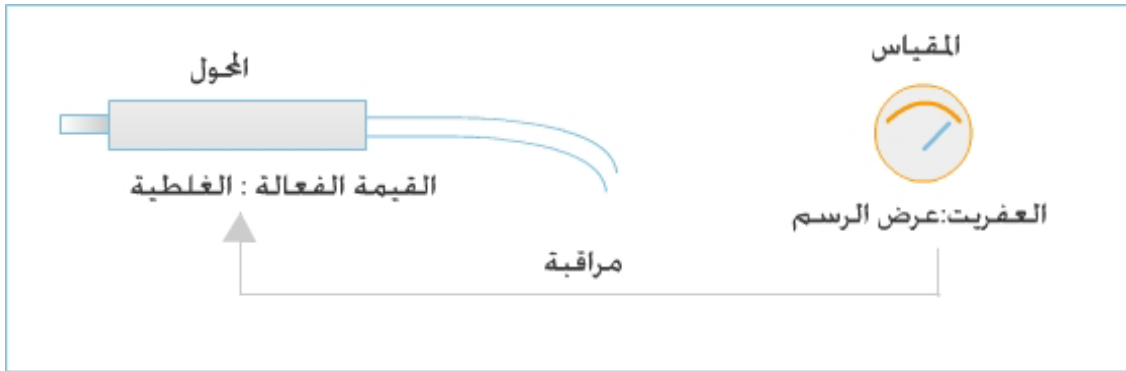 المقياس
المحول
القيمة الفعالة : الغلطية
العفريت:عرض الرسم
مراقبة